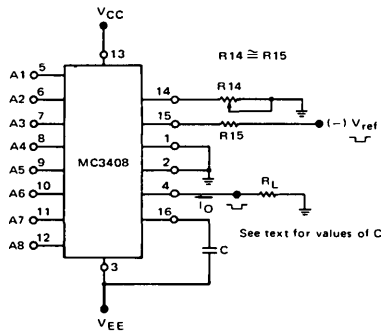 VCC
13
R14 ≅ R15
A1 5
A2 6
A3 7
A4 8
A5 9
A6 10
A7 11
A8 12
MC3408
14
R14
15
R15
(−) Vref
1
2
4
IO
RL
16
C
See text for values of C
3
VEE